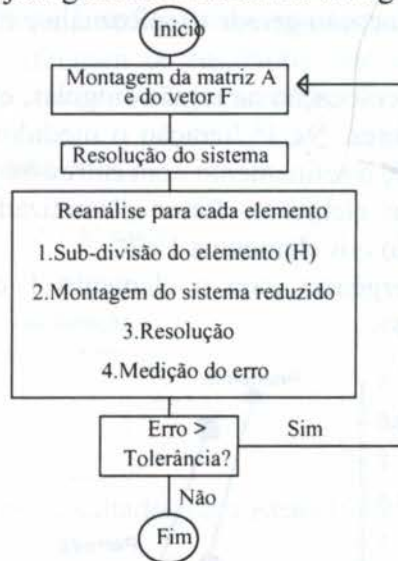 Início
Montagem da matriz A
e do vetor F
Resolução do sistema
Reanálise para cada elemento
1.Sub-divisão do elemento (H)
2.Montagem do sistema reduzido
3.Resolução
4.Medição do erro
Erro >
Tolerância?
Sim
Não
Fim